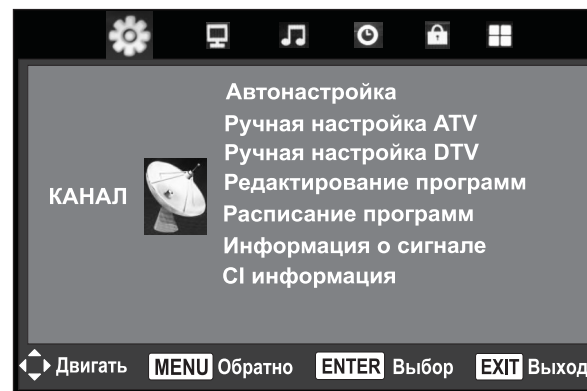 Автонастройка
Ручная настройка ATV
Ручная настройка DTV
Редактирование программ
КАНАЛ
Расписание программ
Информация о сигнале
CI информация
Двигать MENU Обратно ENTER Выбор EXIT Выход